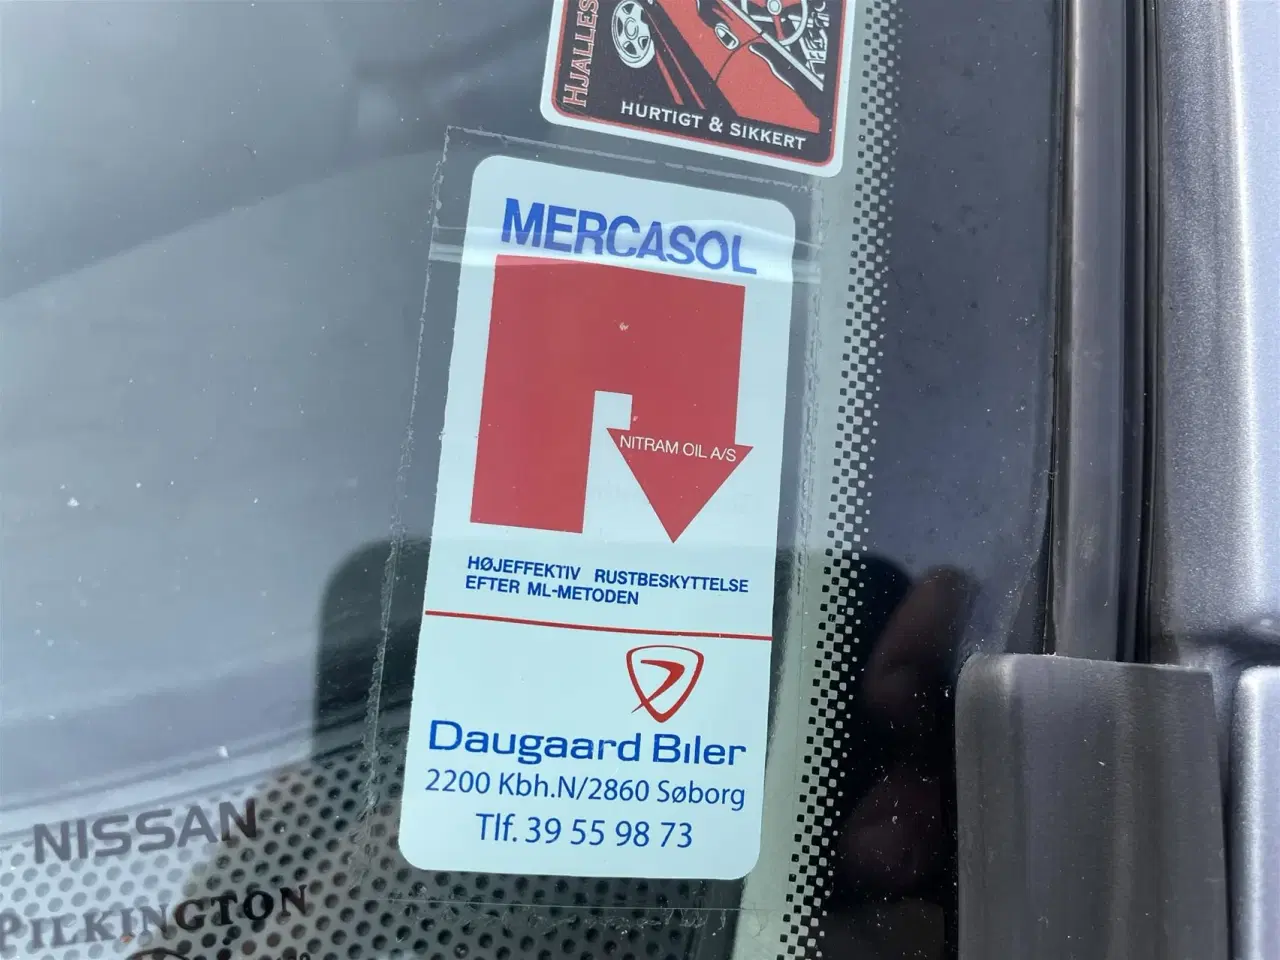 HJALLES
HURTIGT & SIKKERT
MERCASOL
NITRAM OIL A/S
HØJEFFEKTIV RUSTBESKYTTELSE
EFTER ML-METODEN
Daugaard Biler
2200 Kbh.N/2860 Søborg
Tlf. 39 55 98 73
NISSAN
PILKINGTON